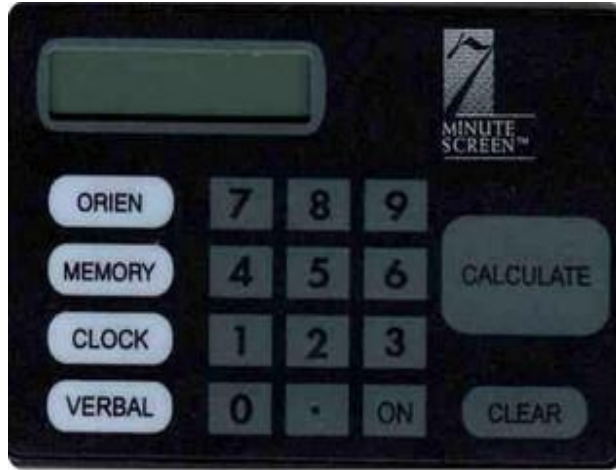 7
MINUTE
SCREEN™
ORIEN 7 8 9
MEMORY 4 5 6 CALCULATE
CLOCK 1 2 3
VERBAL 0 . ON CLEAR